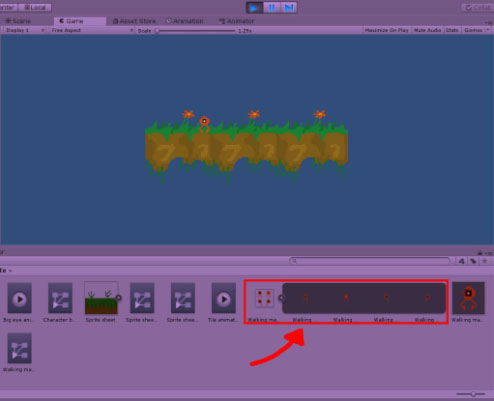 enter Local
Collab
Scene Game Asset Store Animation Animator
Display 1 Free Aspect Scale 1.25x Maximize On Play Mute Audio Stats Gizmos
Big eye ani... Character b... Sprite sheet Sprite shee... Sprite shee... Tile animat... Walking ma... Walking ... Walking ... Walking ... Walking ... Walking ma...
Walking ma...